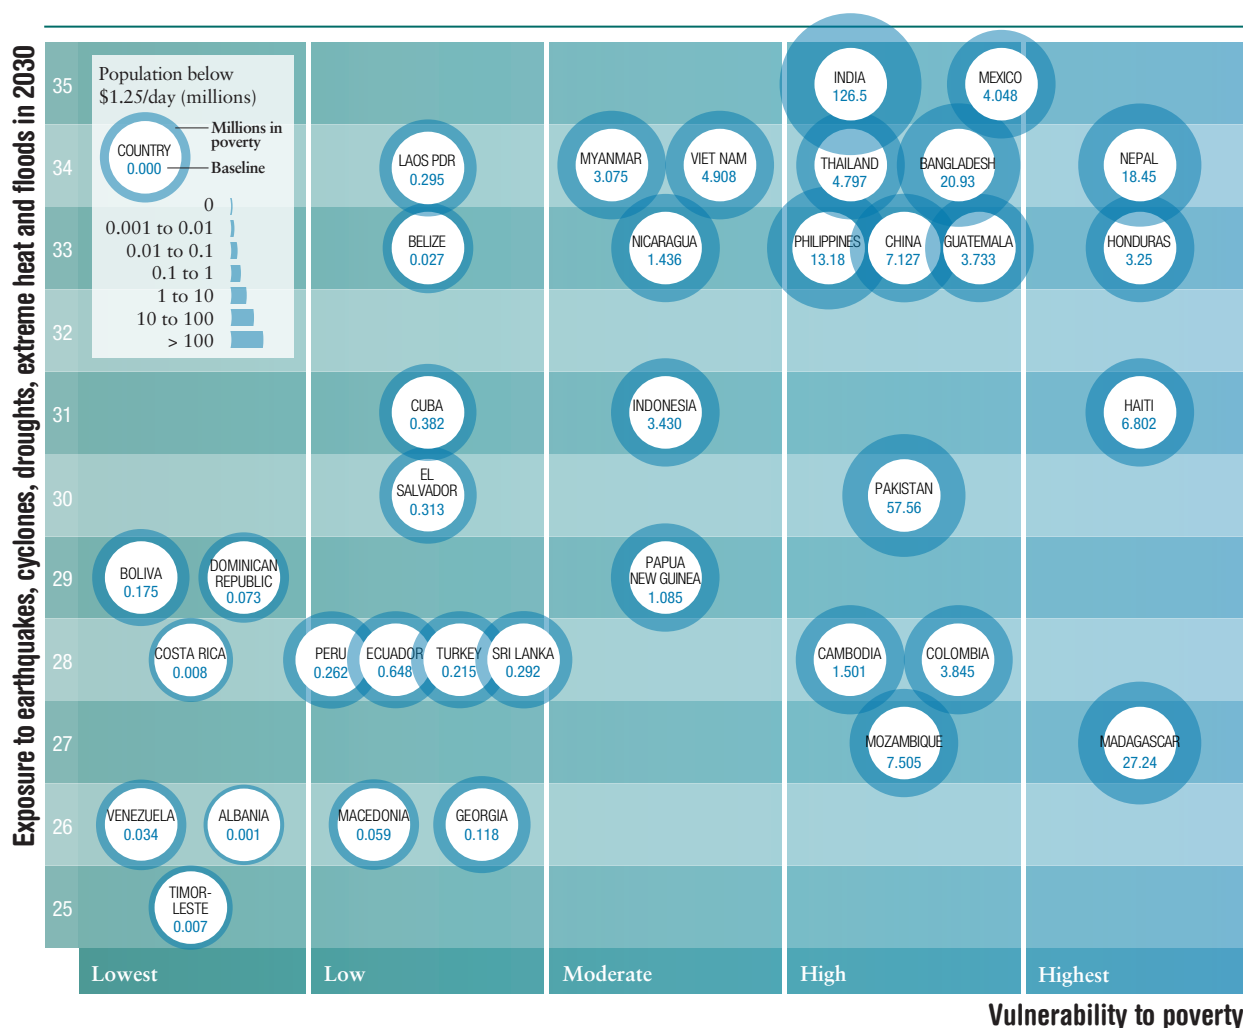 Exposure to earthquakes, cyclones, droughts, extreme heat and floods in 2030
Population below
$1.25/day (millions)
COUNTRY
0.000
Millions in
poverty
Baseline
0
0.001 to 0.01
0.01 to 0.1
0.1 to 1
1 to 10
10 to 100
> 100
35
INDIA
126.5
MEXICO
4.048
34
LAOS PDR
0.295
MYANMAR
3.075
VIET NAM
4.908
THAILAND
4.797
BANGLADESH
20.93
NEPAL
18.45
33
BELIZE
0.027
NICARAGUA
1.436
PHILIPPINES
13.18
CHINA
7.127
GUATEMALA
3.733
HONDURAS
3.25
32
31
CUBA
0.382
INDONESIA
3.430
HAITI
6.802
30
EL
SALVADOR
0.313
PAKISTAN
57.56
29
BOLIVA
0.175
DOMINICAN
REPUBLIC
0.073
PAPUA
NEW GUINEA
1.085
28
COSTA RICA
0.008
PERU
0.262
ECUADOR
0.648
TURKEY
0.215
SRI LANKA
0.292
CAMBODIA
1.501
COLOMBIA
3.845
27
MOZAMBIQUE
7.505
MADAGASCAR
27.24
26
VENEZUELA
0.034
ALBANIA
0.001
MACEDONIA
0.059
GEORGIA
0.118
25
TIMOR-
LESTE
0.007
Lowest
Low
Moderate
High
Highest
Vulnerability to poverty